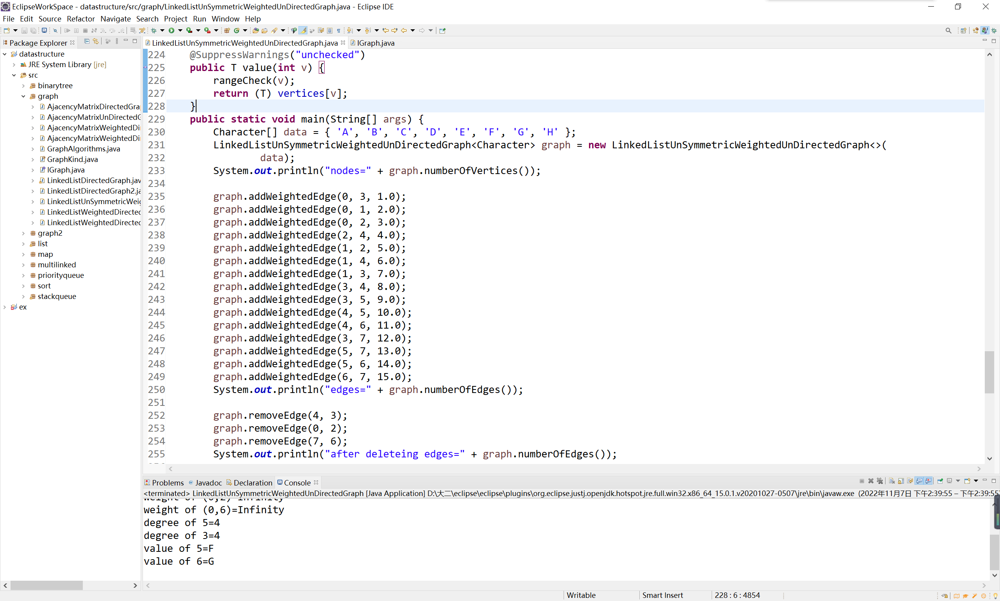 EclipseWorkSpace - datastructure/src/graph/LinkedListUnSymmetricWeightedUnDirectedGraph.java - Eclipse IDE
File Edit Source Refactor Navigate Search Project Run Window Help
Package Explorer
datastructure
JRE System Library [jre]
src
binarytree
graph
AjacencyMatrixDirectedGra
AjacencyMatrixUnDirectedG
AjacencyMatrixWeightedDi
AjacencyMatrixWeightedDi
GraphAlgorithms.java
GraphKind.java
IGraph.java
LinkedListDirectedGraph.jav
LinkedListDirectedGraph2.ja
LinkedListUnSymmetricWeig
LinkedListWeightedDirected
LinkedListWeightedDirected
graph2
list
map
multilinked
priorityqueue
sort
stackqueue
ex
LinkedListUnSymmetricWeightedUnDirectedGraph.java IGraph.java
224 @SuppressWarnings("unchecked")
225 public T value(int v) {
226 rangeCheck(v);
227 return (T) vertices[v];
228 }
229 public static void main(String[] args) {
230 Character[] data = { 'A', 'B', 'C', 'D', 'E', 'F', 'G', 'H' };
231 LinkedListUnSymmetricWeightedUnDirectedGraph<Character> graph = new LinkedListUnSymmetricWeightedUnDirectedGraph<>(
232 data);
233 System.out.println("nodes=" + graph.numberOfVertices());
234
235 graph.addWeightedEdge(0, 3, 1.0);
236 graph.addWeightedEdge(0, 1, 2.0);
237 graph.addWeightedEdge(0, 2, 3.0);
238 graph.addWeightedEdge(2, 4, 4.0);
239 graph.addWeightedEdge(1, 2, 5.0);
240 graph.addWeightedEdge(1, 4, 6.0);
241 graph.addWeightedEdge(1, 3, 7.0);
242 graph.addWeightedEdge(3, 4, 8.0);
243 graph.addWeightedEdge(3, 5, 9.0);
244 graph.addWeightedEdge(4, 5, 10.0);
245 graph.addWeightedEdge(4, 6, 11.0);
246 graph.addWeightedEdge(3, 7, 12.0);
247 graph.addWeightedEdge(5, 7, 13.0);
248 graph.addWeightedEdge(5, 6, 14.0);
249 graph.addWeightedEdge(6, 7, 15.0);
250 System.out.println("edges=" + graph.numberOfEdges());
251
252 graph.removeEdge(4, 3);
253 graph.removeEdge(0, 2);
254 graph.removeEdge(7, 6);
255 System.out.println("after deleteing edges=" + graph.numberOfEdges());
Problems Javadoc Declaration Console
<terminated> LinkedListUnSymmetricWeightedUnDirectedGraph [Java Application] D:\大二\eclipse\eclipse\plugins\org.eclipse.justj.openjdk.hotspot.jre.full.win32.x86_64_15.0.1.v20201027-0507\jre\bin\javaw.exe (2022年11月7日 下午2:39:55 – 下午2:39:55)
weight of (0,2)=Infinity
weight of (0,6)=Infinity
degree of 5=4
degree of 3=4
value of 5=F
value of 6=G
Writable Smart Insert 228 : 6 : 4854